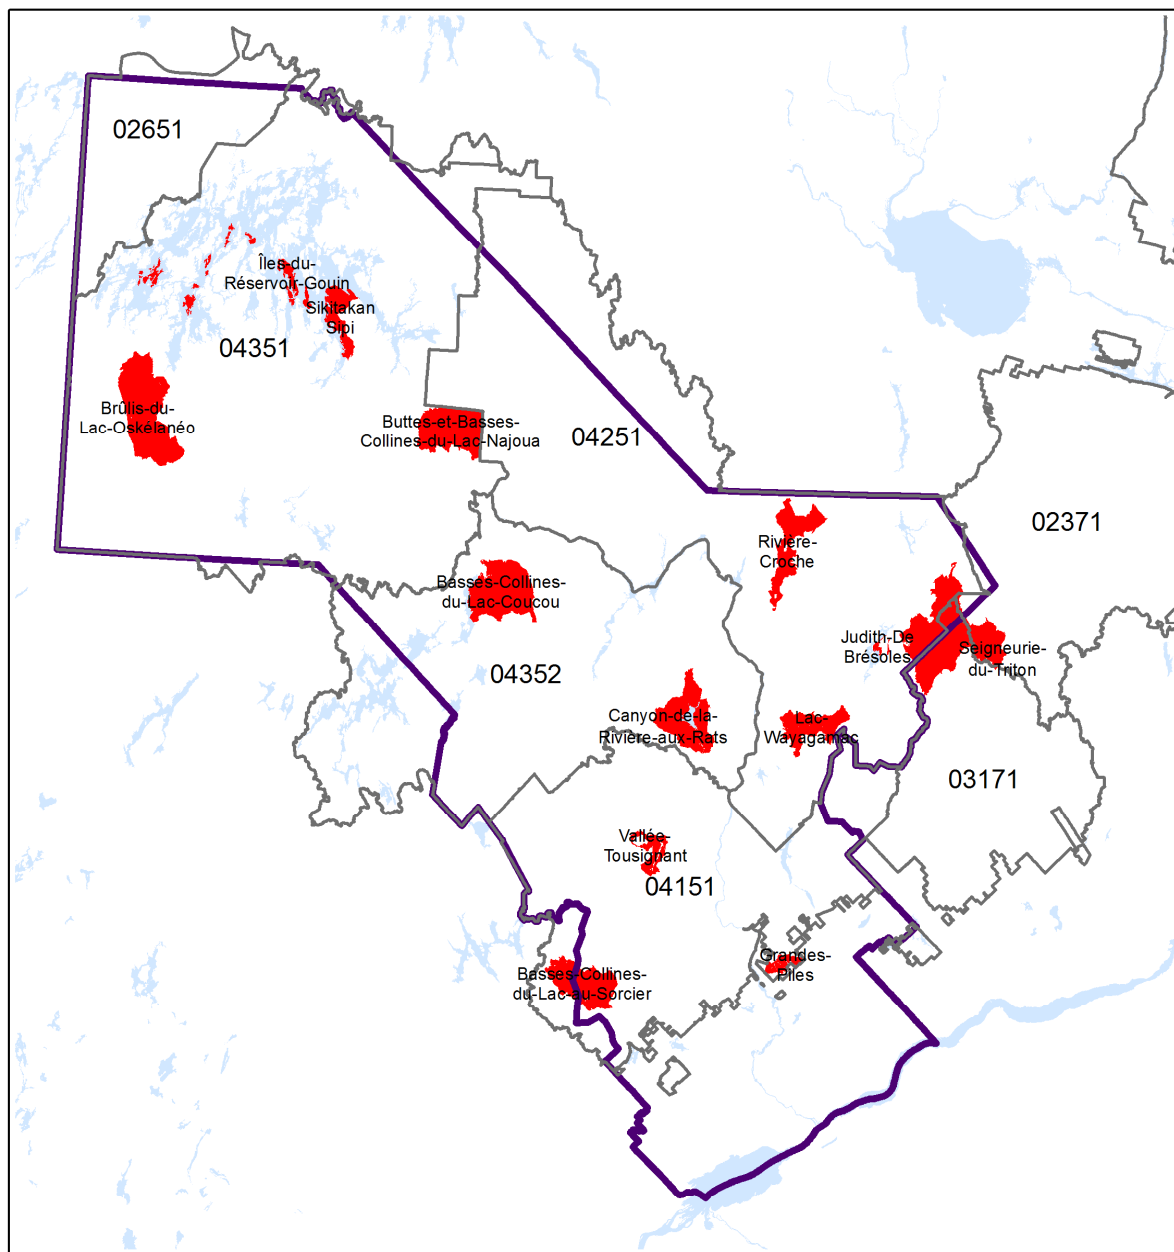 02651
Îles-du-
Réservoir-Gouin
Sikitakan
Sipi
04351
Brûlis-du-
Lac-Oskélanéo
Buttes-et-Basses-
Collines-du-Lac-Najoua
04251
02371
Rivière-
Croche
Basses-Collines-
du-Lac-Coucou
Judith-De
Brésoles
Seigneurie-
du-Triton
04352
Canyon-de-la-
Rivière-aux-Rats
Lac-
Wayagamac
03171
Vallée-
Tousignant
04151
Grandes-
Piles
Basses-Collines-
du-Lac-au-Sorcier